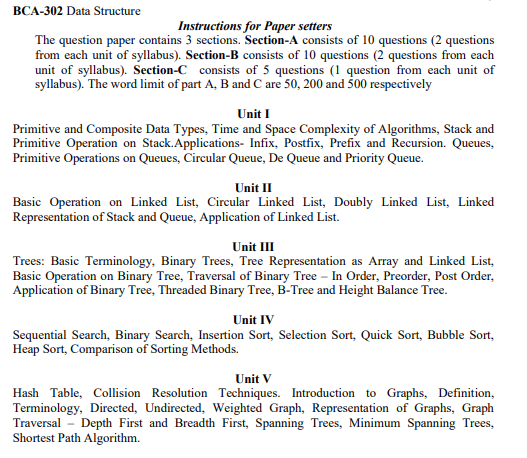 BCA-302 Data Structure
Instructions for Paper setters
The question paper contains 3 sections. Section-A consists of 10 questions (2 questions
from each unit of syllabus). Section-B consists of 10 questions (2 questions from each
unit of syllabus). Section-C consists of 5 questions (1 question from each unit of
syllabus). The word limit of part A, B and C are 50, 200 and 500 respectively
Unit I
Primitive and Composite Data Types, Time and Space Complexity of Algorithms, Stack and
Primitive Operation on Stack.Applications- Infix, Postfix, Prefix and Recursion. Queues,
Primitive Operations on Queues, Circular Queue, De Queue and Priority Queue.
Unit II
Basic Operation on Linked List, Circular Linked List, Doubly Linked List, Linked
Representation of Stack and Queue, Application of Linked List.
Unit III
Trees: Basic Terminology, Binary Trees, Tree Representation as Array and Linked List,
Basic Operation on Binary Tree, Traversal of Binary Tree – In Order, Preorder, Post Order,
Application of Binary Tree, Threaded Binary Tree, B-Tree and Height Balance Tree.
Unit IV
Sequential Search, Binary Search, Insertion Sort, Selection Sort, Quick Sort, Bubble Sort,
Heap Sort, Comparison of Sorting Methods.
Unit V
Hash Table, Collision Resolution Techniques. Introduction to Graphs, Definition,
Terminology, Directed, Undirected, Weighted Graph, Representation of Graphs, Graph
Traversal – Depth First and Breadth First, Spanning Trees, Minimum Spanning Trees,
Shortest Path Algorithm.